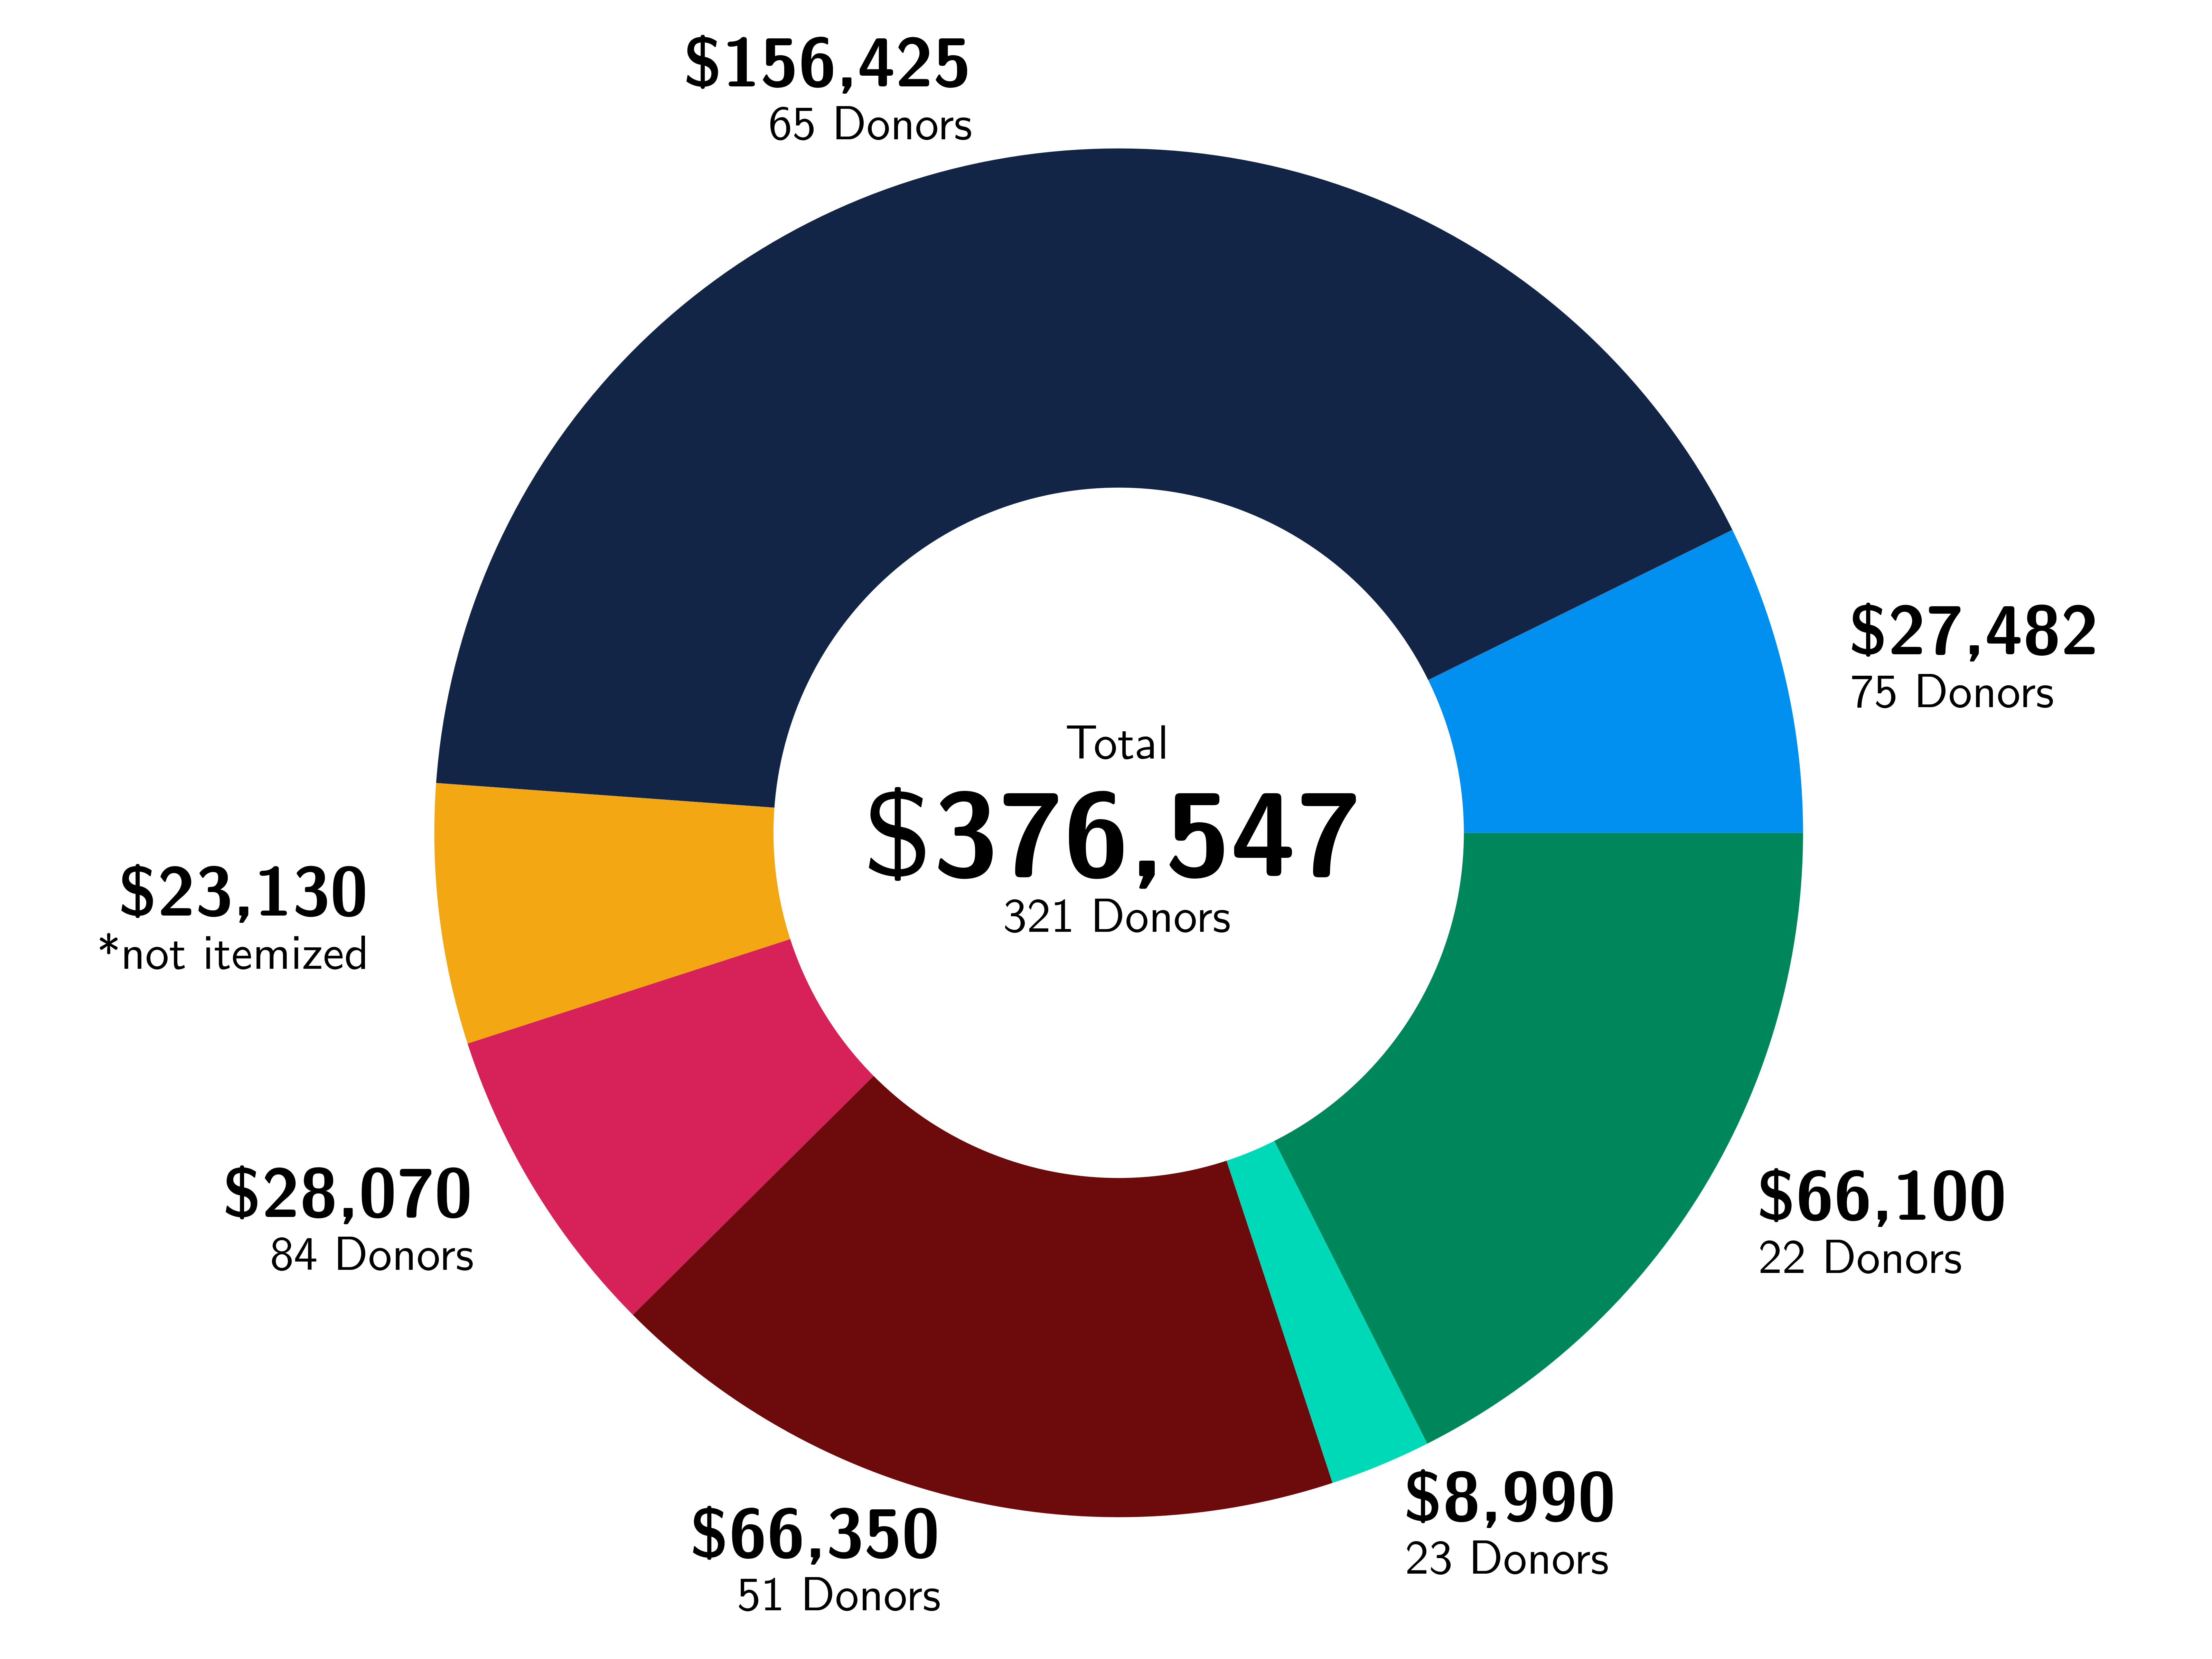 $156,425
65 Donors
$27,482
75 Donors
Total
$376,547
321 Donors
$23,130
*not itemized
$28,070
84 Donors
$66,100
22 Donors
$8,990
23 Donors
$66,350
51 Donors